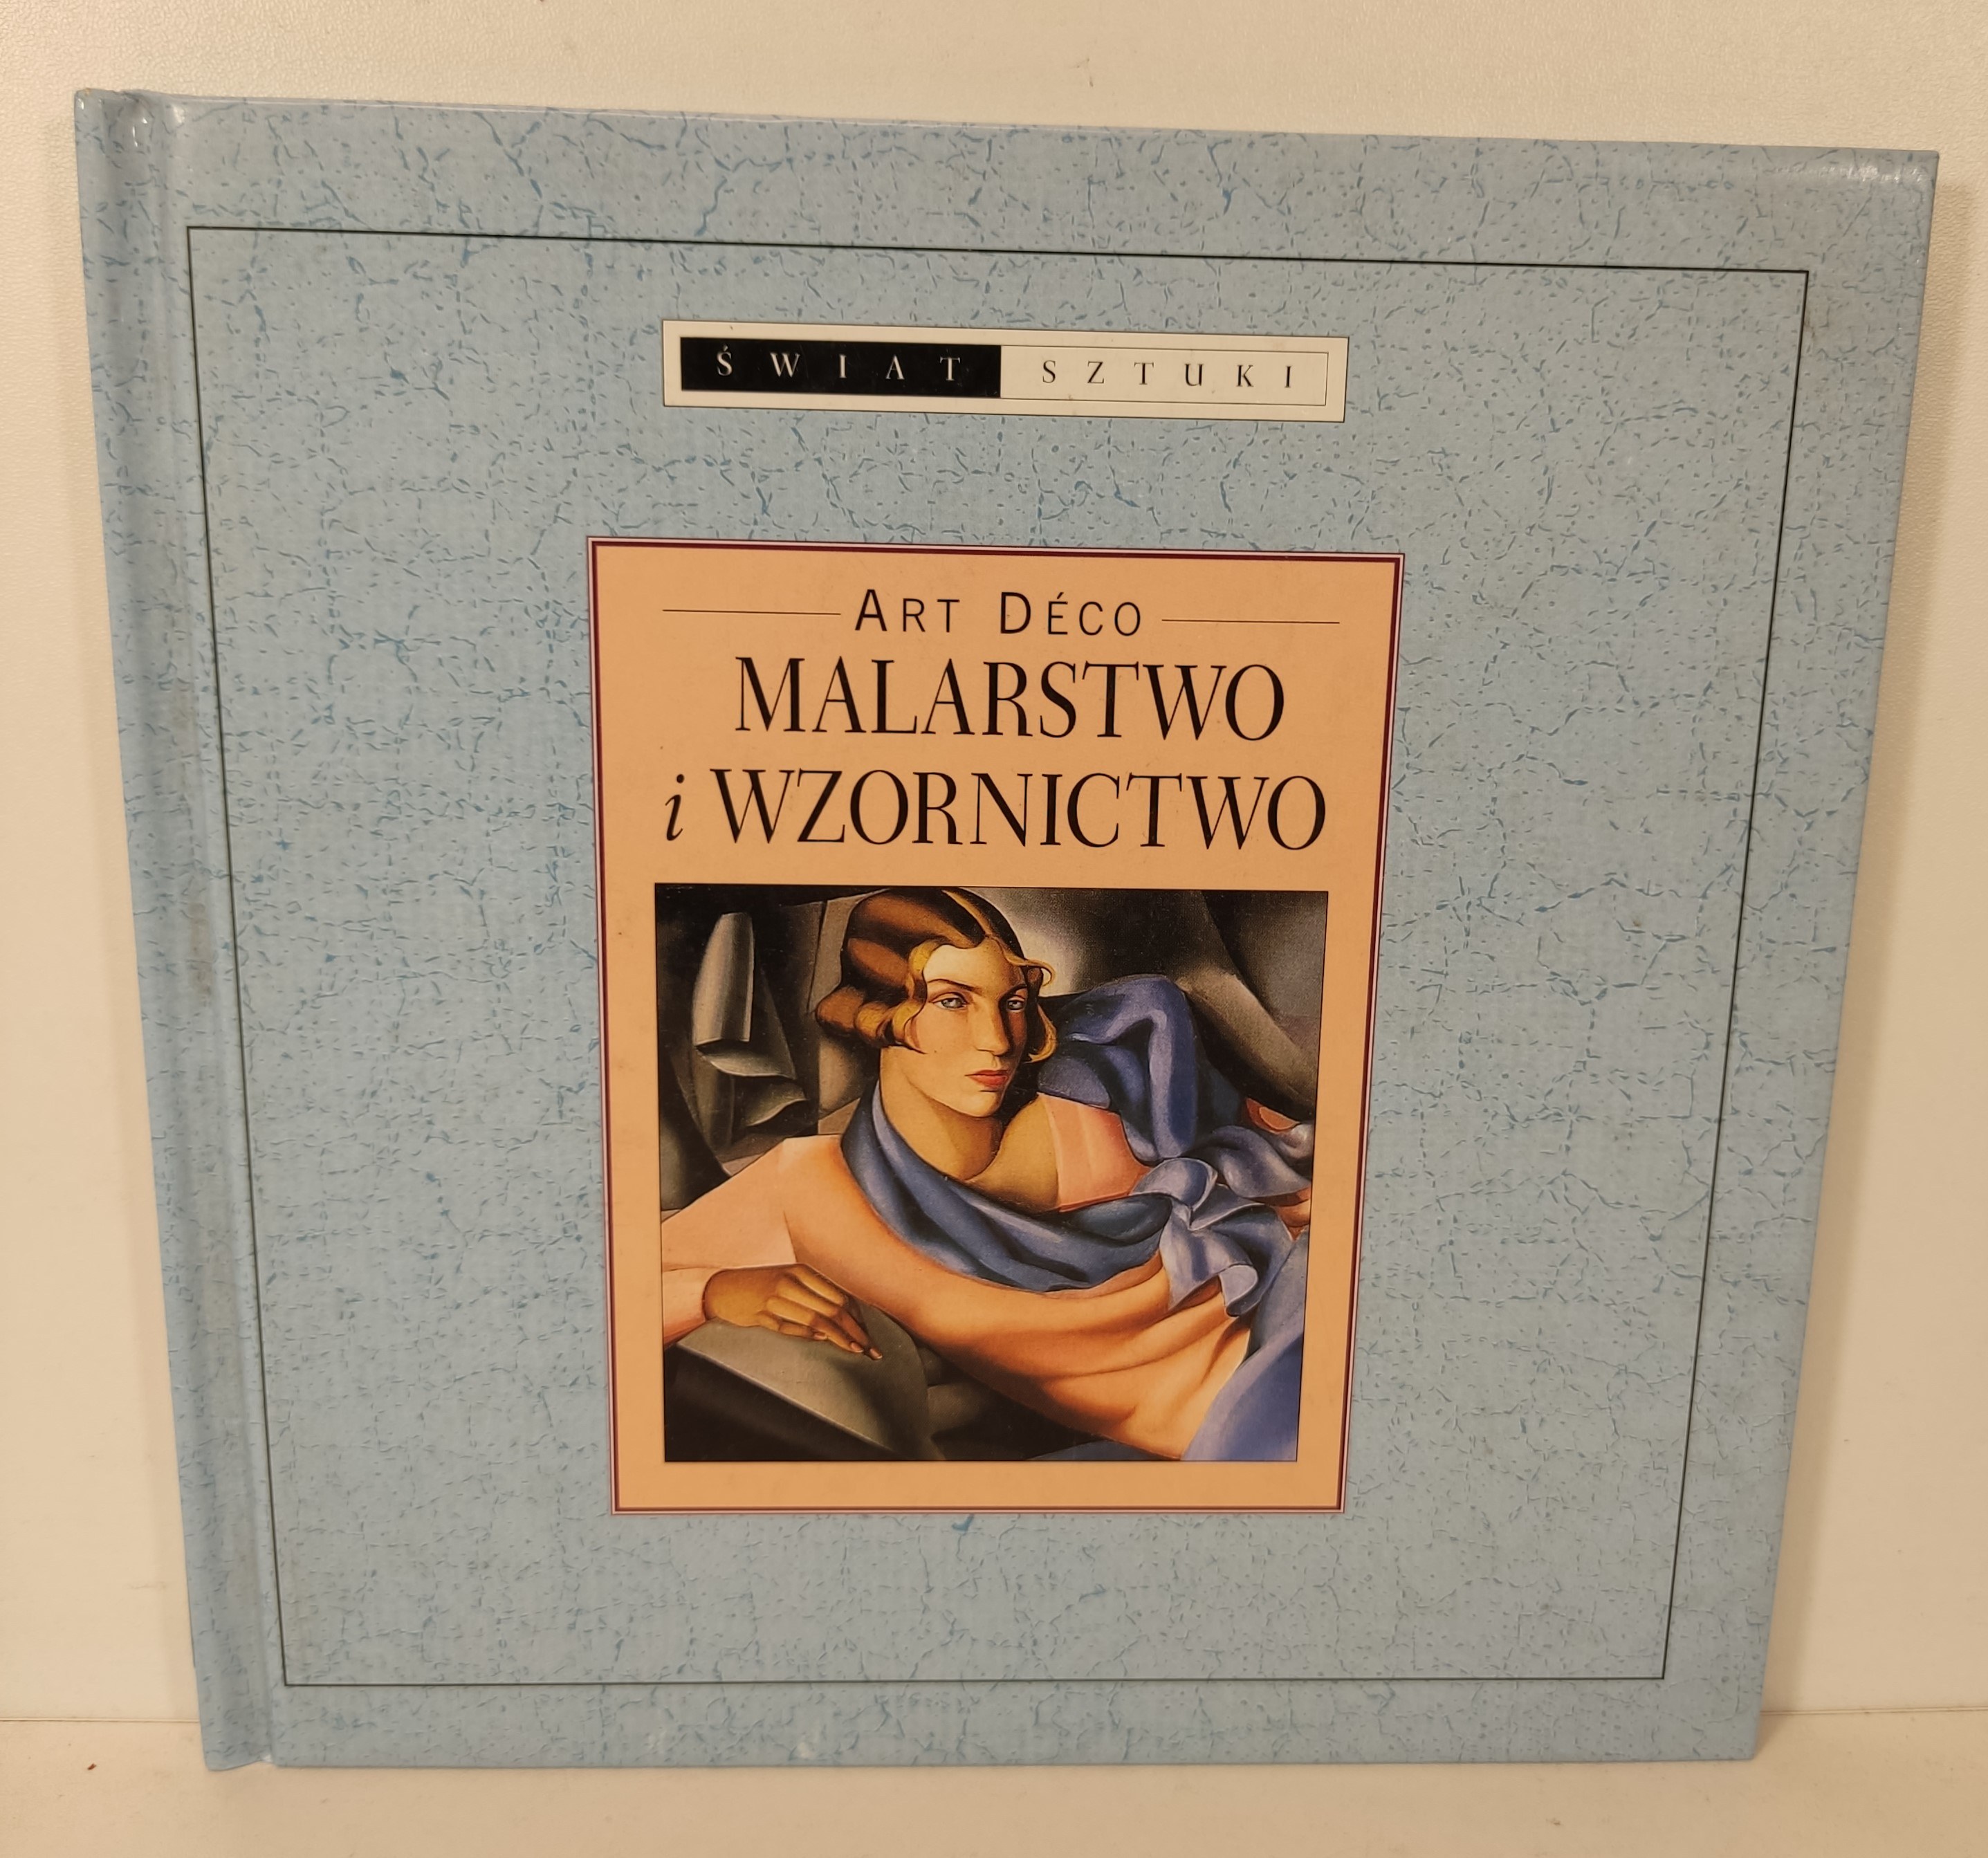 ŚWIAT SZTUKI
ART DÉCO
MALARSTWO
i WZORNICTWO